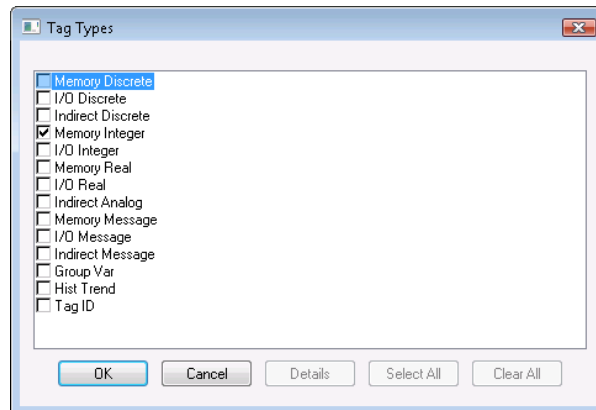 Tag Types
Memory Discrete
I/O Discrete
Indirect Discrete
Memory Integer
I/O Integer
Memory Real
I/O Real
Indirect Analog
Memory Message
I/O Message
Indirect Message
Group Var
Hist Trend
Tag ID
OK Cancel Details Select All Clear All